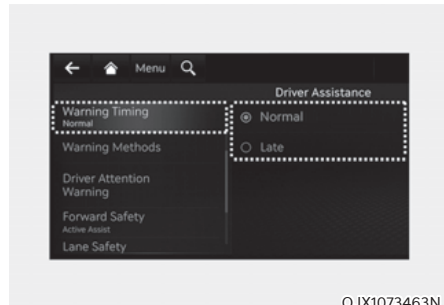 Menu
Driver Assistance
Warning Timing
Normal
Normal
Warning Methods
Late
Driver Attention
Warning
Forward Safety
Active Assist
Lane Safety
OJX1073463N